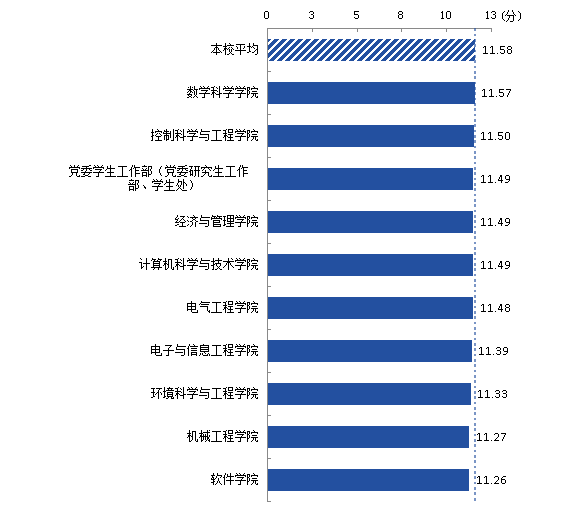 0 3 5 8 10 13 (分)
本校平均 11.58
数学科学学院 11.57
控制科学与工程学院 11.50
党委学生工作部（党委研究生工作
部、学生处） 11.49
经济与管理学院 11.49
计算机科学与技术学院 11.49
电气工程学院 11.48
电子与信息工程学院 11.39
环境科学与工程学院 11.33
机械工程学院 11.27
软件学院 11.26